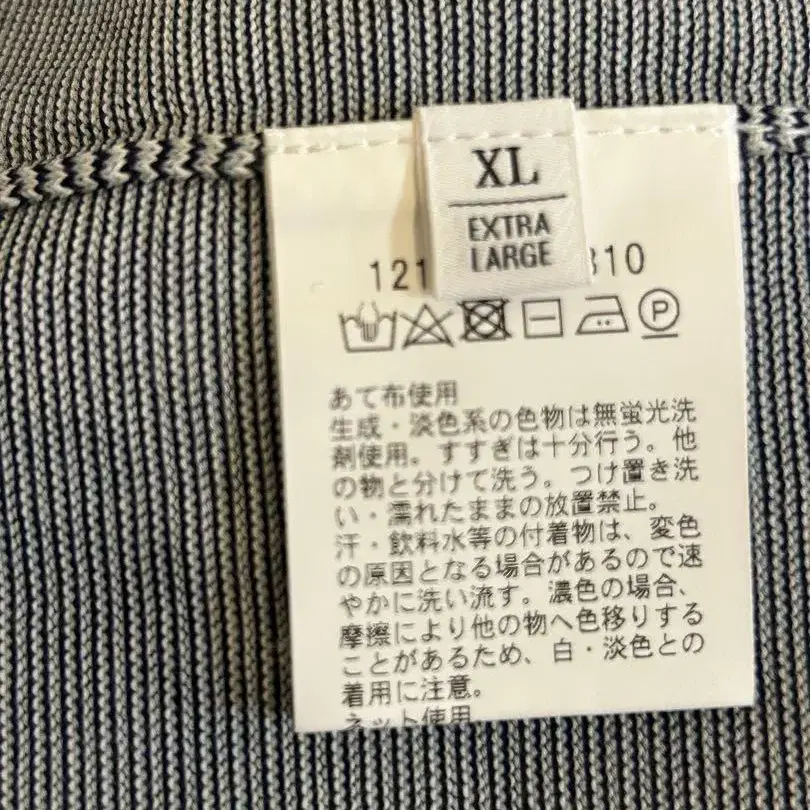 XL
EXTRA
LARGE
121 310
P
あて布使用
生成・淡色系の色物は無蛍光洗
剤使用。すすぎは十分行う。他
の物と分けて洗う。つけ置き洗
い・濡れたままの放置禁止。
汗・飲料水等の付着物は、変色
の原因となる場合があるので速
やかに洗い流す。濃色の場合、
摩擦により他の物へ色移りする
ことがあるため、白・淡色との
着用に注意。
ネット使用